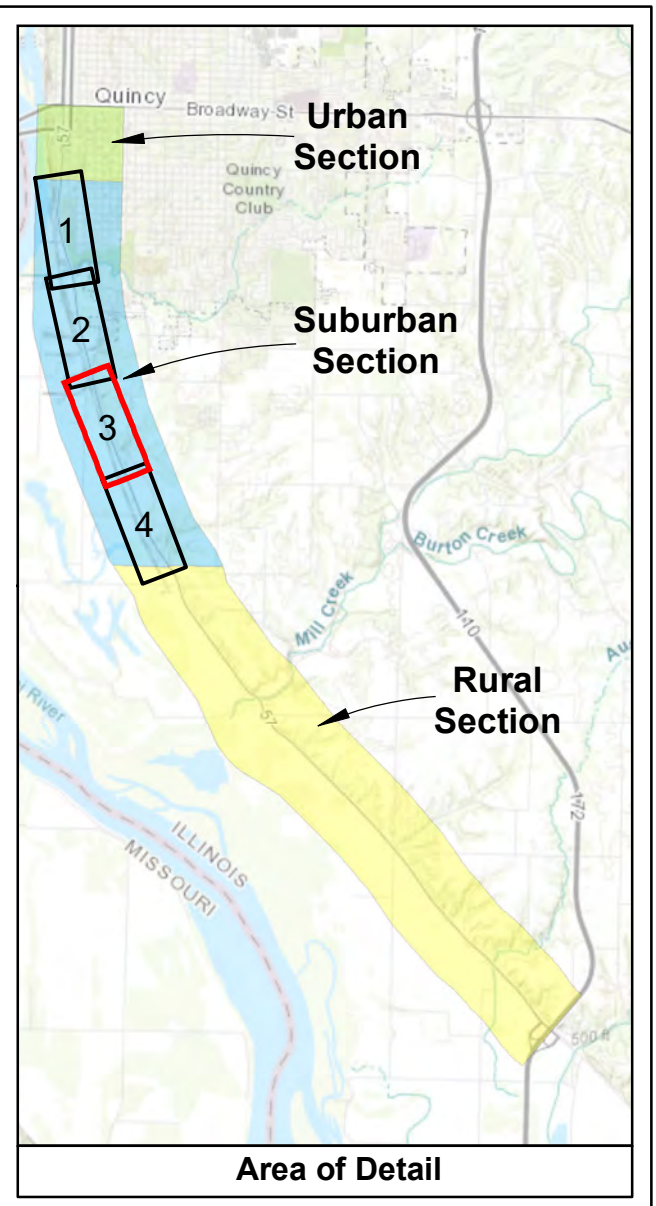 Quincy
Broadway-St
57
Urban
Section
Quincy
Country
Club
1
2
Suburban
Section
3
4
Burton Creek
Mill Creek
110
Rural
Section
57
River
172
ILLINOIS
MISSOURI
500 ft
Area of Detail